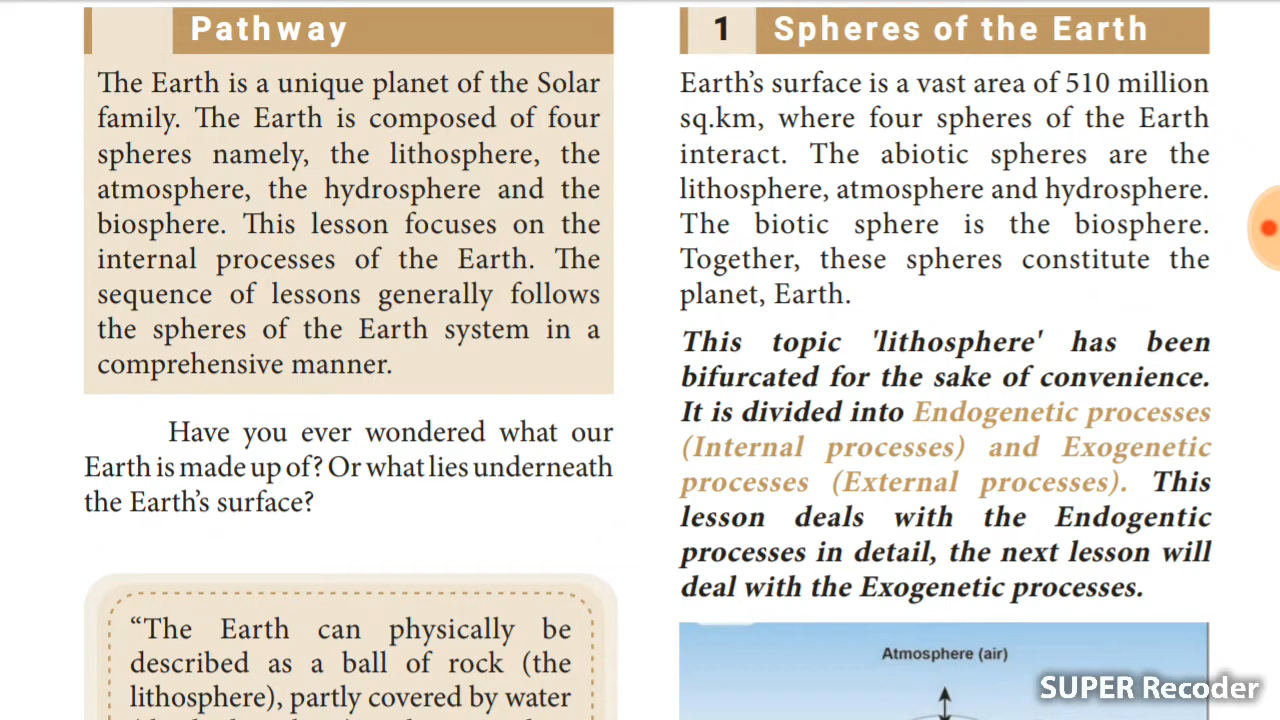 Pathway
The Earth is a unique planet of the Solar
family. The Earth is composed of four
spheres namely, the lithosphere, the
atmosphere, the hydrosphere and the
biosphere. This lesson focuses on the
internal processes of the Earth. The
sequence of lessons generally follows
the spheres of the Earth system in a
comprehensive manner.
Have you ever wondered what our
Earth is made up of? Or what lies underneath
the Earth’s surface?
“The Earth can physically be
described as a ball of rock (the
lithosphere), partly covered by water
1 Spheres of the Earth
Earth’s surface is a vast area of 510 million
sq.km, where four spheres of the Earth
interact. The abiotic spheres are the
lithosphere, atmosphere and hydrosphere.
The biotic sphere is the biosphere.
Together, these spheres constitute the
planet, Earth.
This topic 'lithosphere' has been
bifurcated for the sake of convenience.
It is divided into Endogenetic processes
(Internal processes) and Exogenetic
processes (External processes). This
lesson deals with the Endogentic
processes in detail, the next lesson will
deal with the Exogenetic processes.
Atmosphere (air)
SUPER Recoder